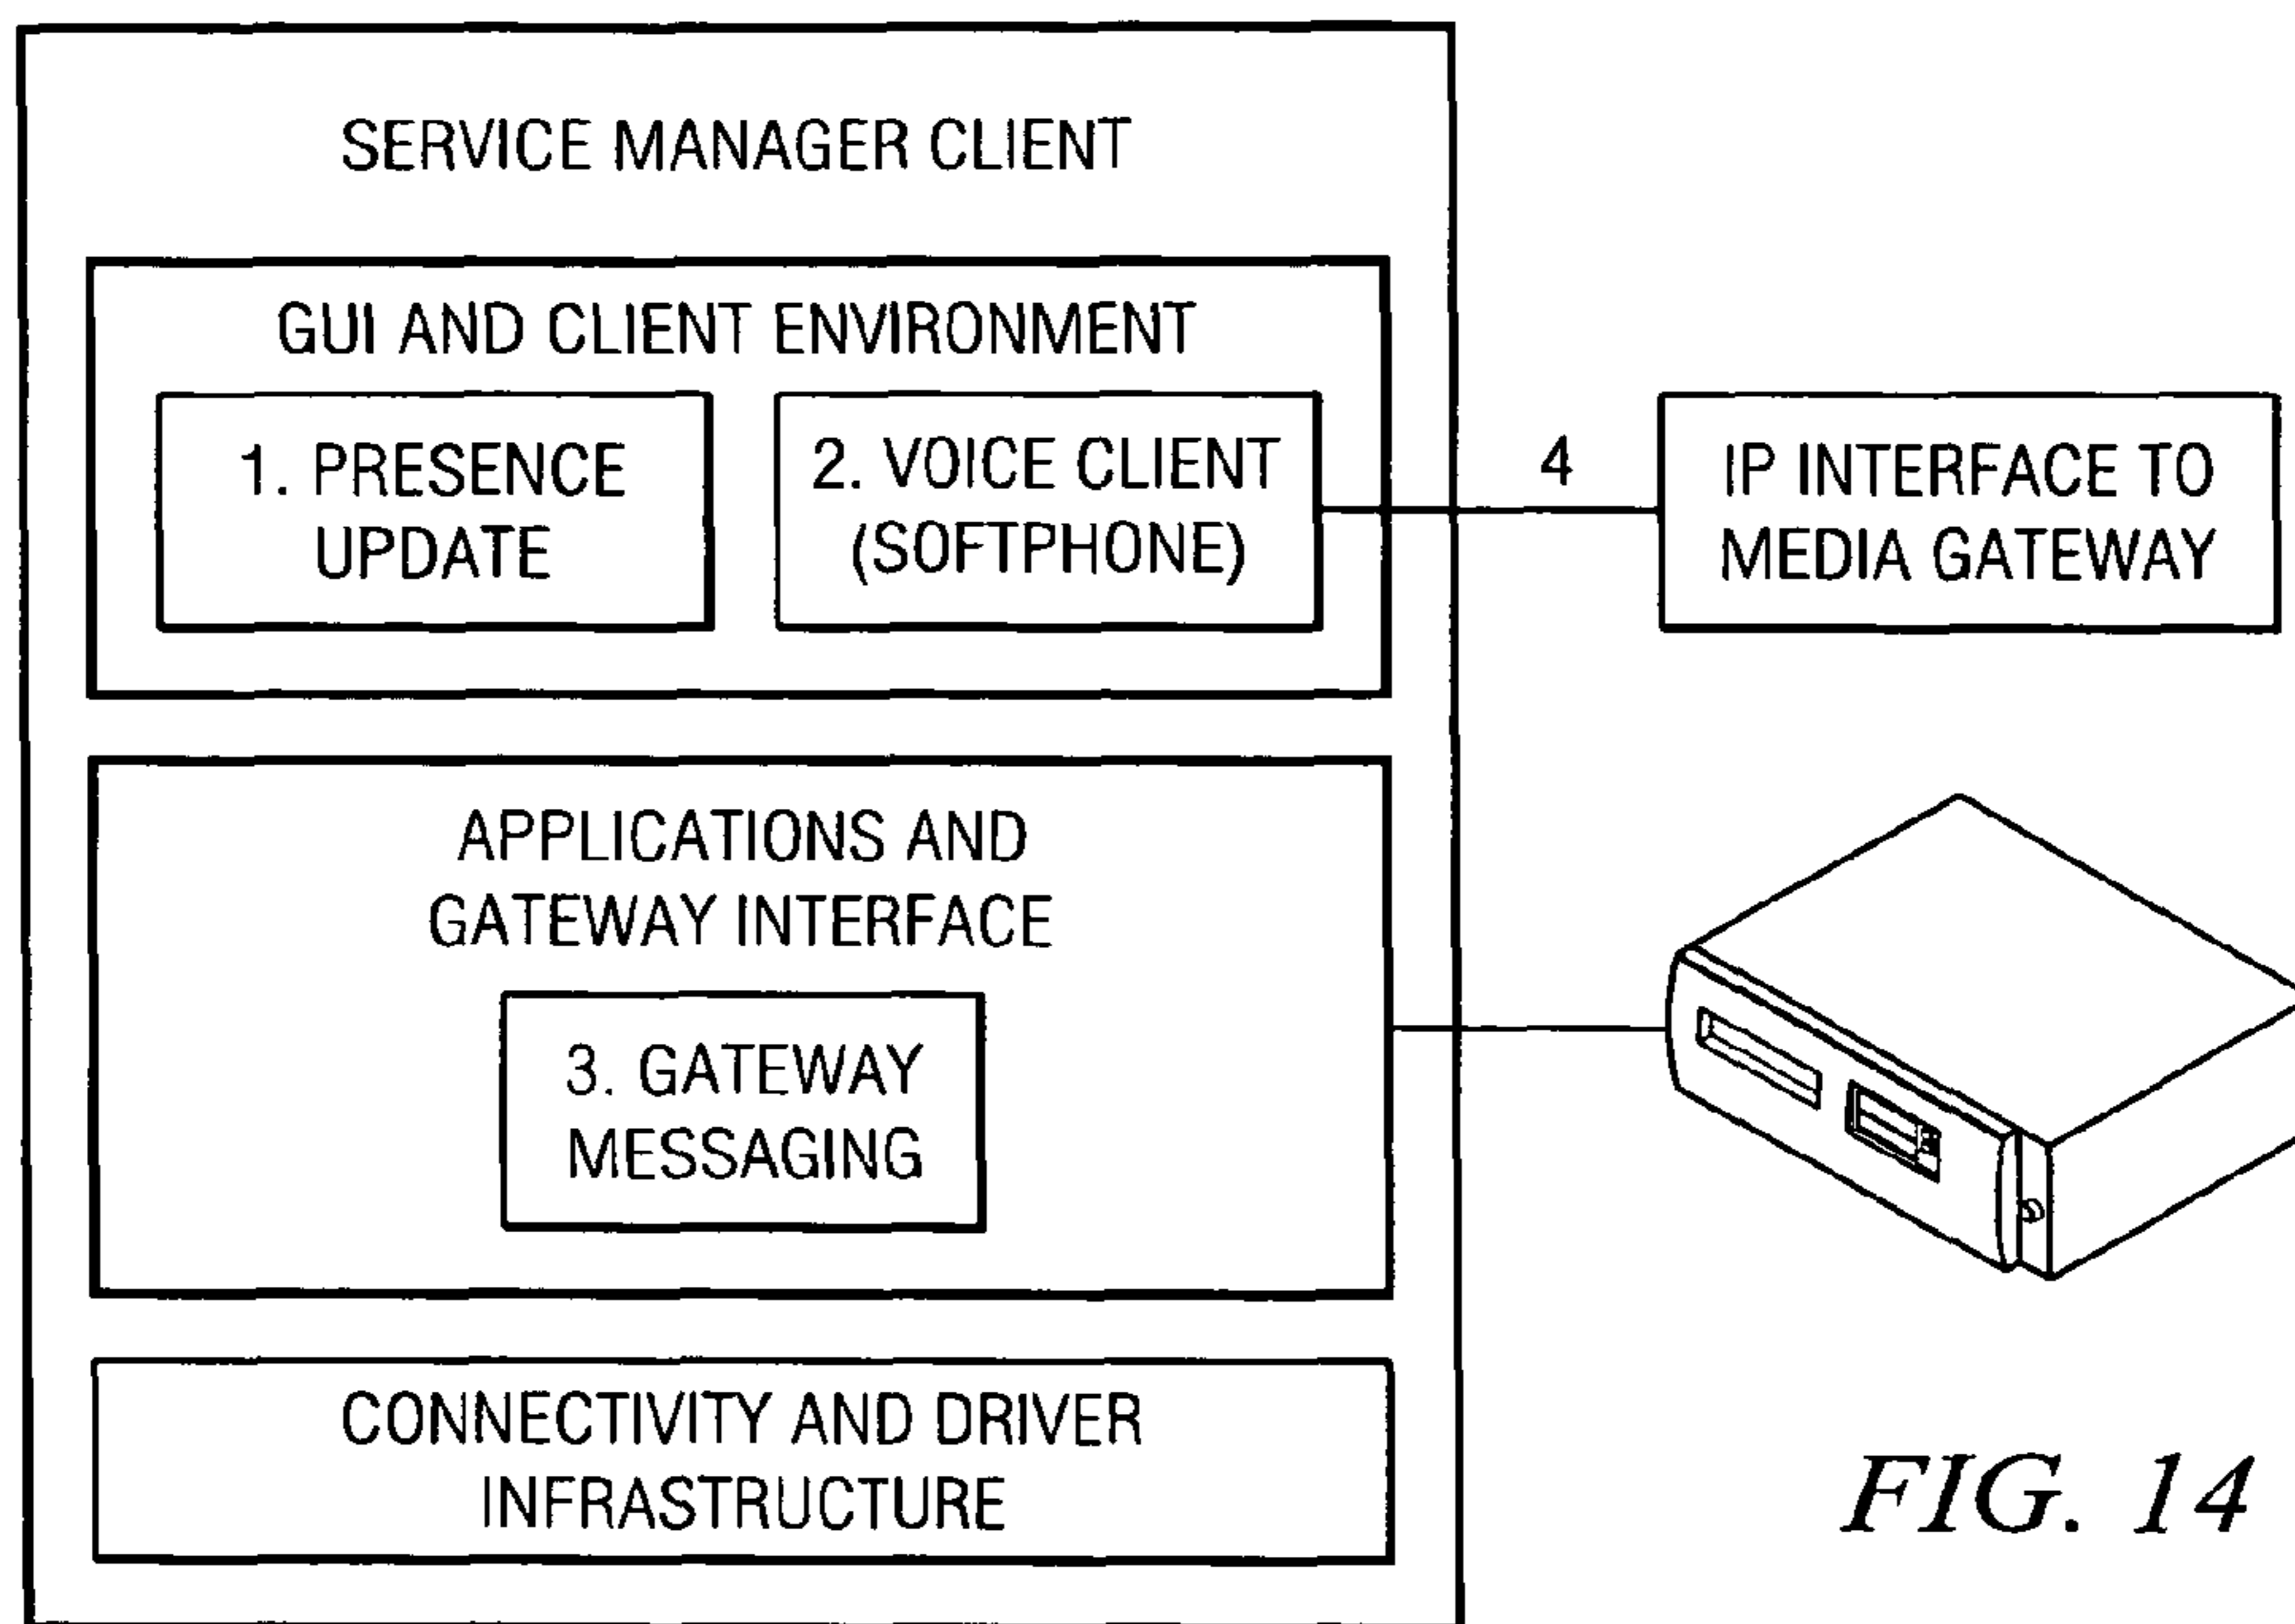 SERVICE MANAGER CLIENT
GUI AND CLIENT ENVIRONMENT
1. PRESENCE
UPDATE
2. VOICE CLIENT
(SOFTPHONE)
4
IP INTERFACE TO
MEDIA GATEWAY
APPLICATIONS AND
GATEWAY INTERFACE
3. GATEWAY
MESSAGING
CONNECTIVITY AND DRIVER
INFRASTRUCTURE
FIG. 14